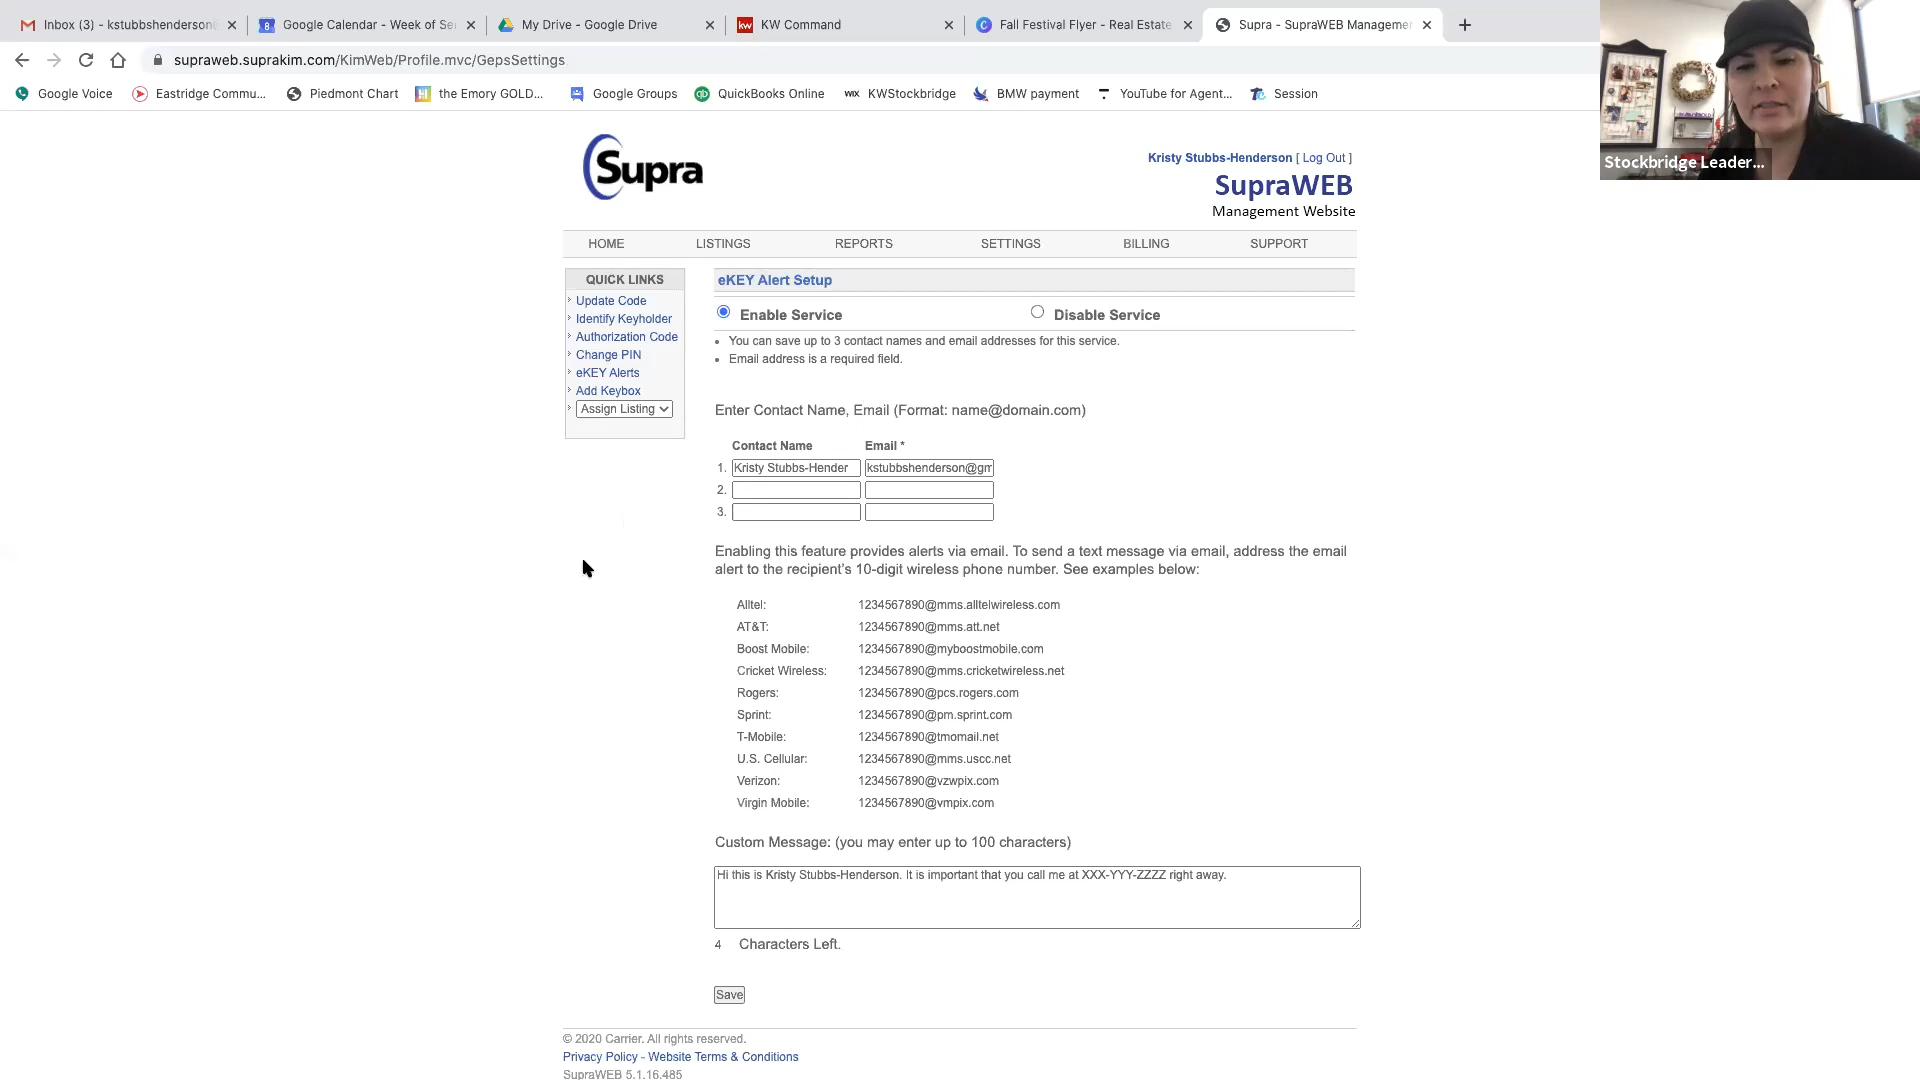 Inbox (3) - kstubbshenderson
Google Calendar - Week of Se
My Drive - Google Drive
KW Command
Fall Festival Flyer - Real Estate
Supra - SupraWEB Managemen
supraweb.suprakim.com/KimWeb/Profile.mvc/GepsSettings
Google Voice
Eastridge Commu...
Piedmont Chart
the Emory GOLD...
Google Groups
QuickBooks Online
WIX KWStockbridge
BMW payment
YouTube for Agent...
Session
Stockbridge Leader...
Supra
Kristy Stubbs-Henderson [ Log Out ]
SupraWEB
Management Website
HOME LISTINGS REPORTS SETTINGS BILLING SUPPORT
QUICK LINKS
Update Code
Identify Keyholder
Authorization Code
Change PIN
eKEY Alerts
Add Keybox
Assign Listing
eKEY Alert Setup
Enable Service Disable Service
You can save up to 3 contact names and email addresses for this service.
Email address is a required field.
Enter Contact Name, Email (Format: name@domain.com)
Contact Name Email *
1. Kristy Stubbs-Hender kstubbshenderson@gm
2.
3.
Enabling this feature provides alerts via email. To send a text message via email, address the email
alert to the recipient's 10-digit wireless phone number. See examples below:
Alltel: 1234567890@mms.alltelwireless.com
AT&T: 1234567890@mms.att.net
Boost Mobile: 1234567890@myboostmobile.com
Cricket Wireless: 1234567890@mms.cricketwireless.net
Rogers: 1234567890@pcs.rogers.com
Sprint: 1234567890@pm.sprint.com
T-Mobile: 1234567890@tmomail.net
U.S. Cellular: 1234567890@mms.uscc.net
Verizon: 1234567890@vzwpix.com
Virgin Mobile: 1234567890@vmpix.com
Custom Message: (you may enter up to 100 characters)
Hi this is Kristy Stubbs-Henderson. It is important that you call me at XXX-YYY-ZZZZ right away.
4 Characters Left.
Save
© 2020 Carrier. All rights reserved.
Privacy Policy - Website Terms & Conditions
SupraWEB 5.1.16.485